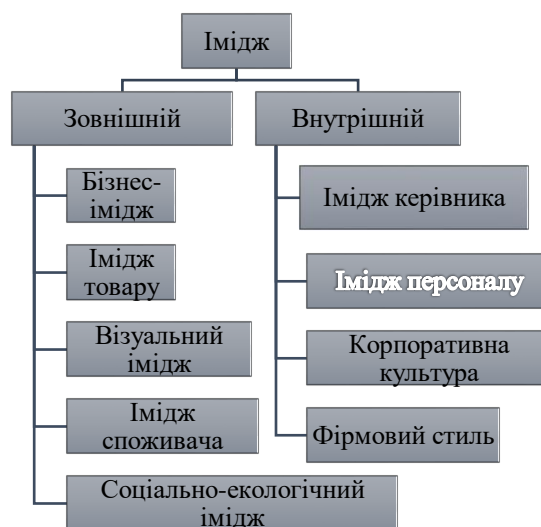 Імідж
Зовнішній
Бізнес-
імідж
Імідж
товару
Візуальний
імідж
Імідж
споживача
Соціально-екологічний
імідж
Внутрішній
Імідж керівника
Імідж персоналу
Корпоративна
культура
Фірмовий стиль